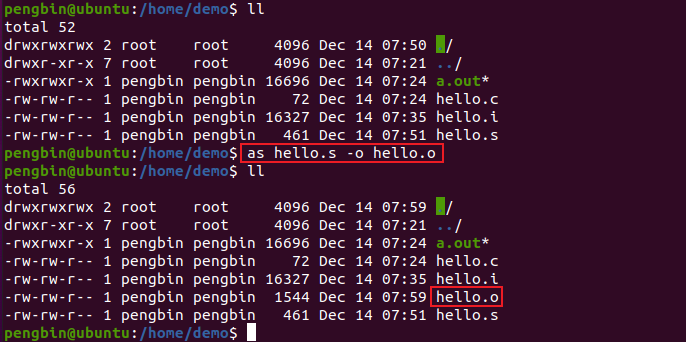 pengbin@ubuntu:/home/demo$ ll
total 52
drwxrwxrwx 2 root    root     4096 Dec 14 07:50 ./
drwxr-xr-x 7 root    root     4096 Dec 14 07:21 ../
-rwxrwxr-x 1 pengbin pengbin 16696 Dec 14 07:24 a.out*
-rw-rw-r-- 1 pengbin pengbin    72 Dec 14 07:24 hello.c
-rw-rw-r-- 1 pengbin pengbin 16327 Dec 14 07:35 hello.i
-rw-rw-r-- 1 pengbin pengbin   461 Dec 14 07:51 hello.s
pengbin@ubuntu:/home/demo$ as hello.s -o hello.o
pengbin@ubuntu:/home/demo$ ll
total 56
drwxrwxrwx 2 root    root     4096 Dec 14 07:59 ./
drwxr-xr-x 7 root    root     4096 Dec 14 07:21 ../
-rwxrwxr-x 1 pengbin pengbin 16696 Dec 14 07:24 a.out*
-rw-rw-r-- 1 pengbin pengbin    72 Dec 14 07:24 hello.c
-rw-rw-r-- 1 pengbin pengbin 16327 Dec 14 07:35 hello.i
-rw-rw-r-- 1 pengbin pengbin  1544 Dec 14 07:59 hello.o
-rw-rw-r-- 1 pengbin pengbin   461 Dec 14 07:51 hello.s
pengbin@ubuntu:/home/demo$